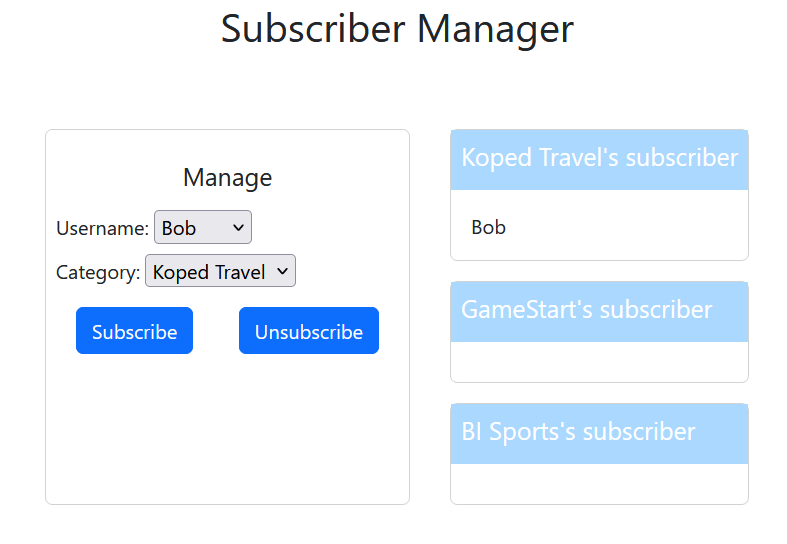 Subscriber Manager
Manage
Username: Bob
Category: Koped Travel
Subscribe Unsubscribe
Koped Travel's subscriber
Bob
GameStart's subscriber
BI Sports's subscriber